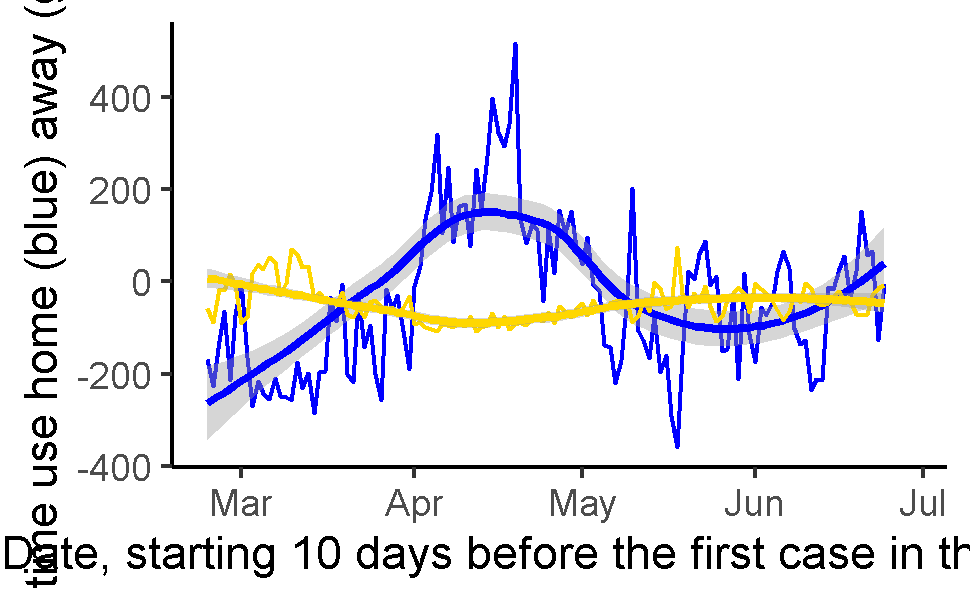 time use home (blue) away (
400
200
0
-200
-400
Mar Apr May Jun Jul
Date, starting 10 days before the first case in th